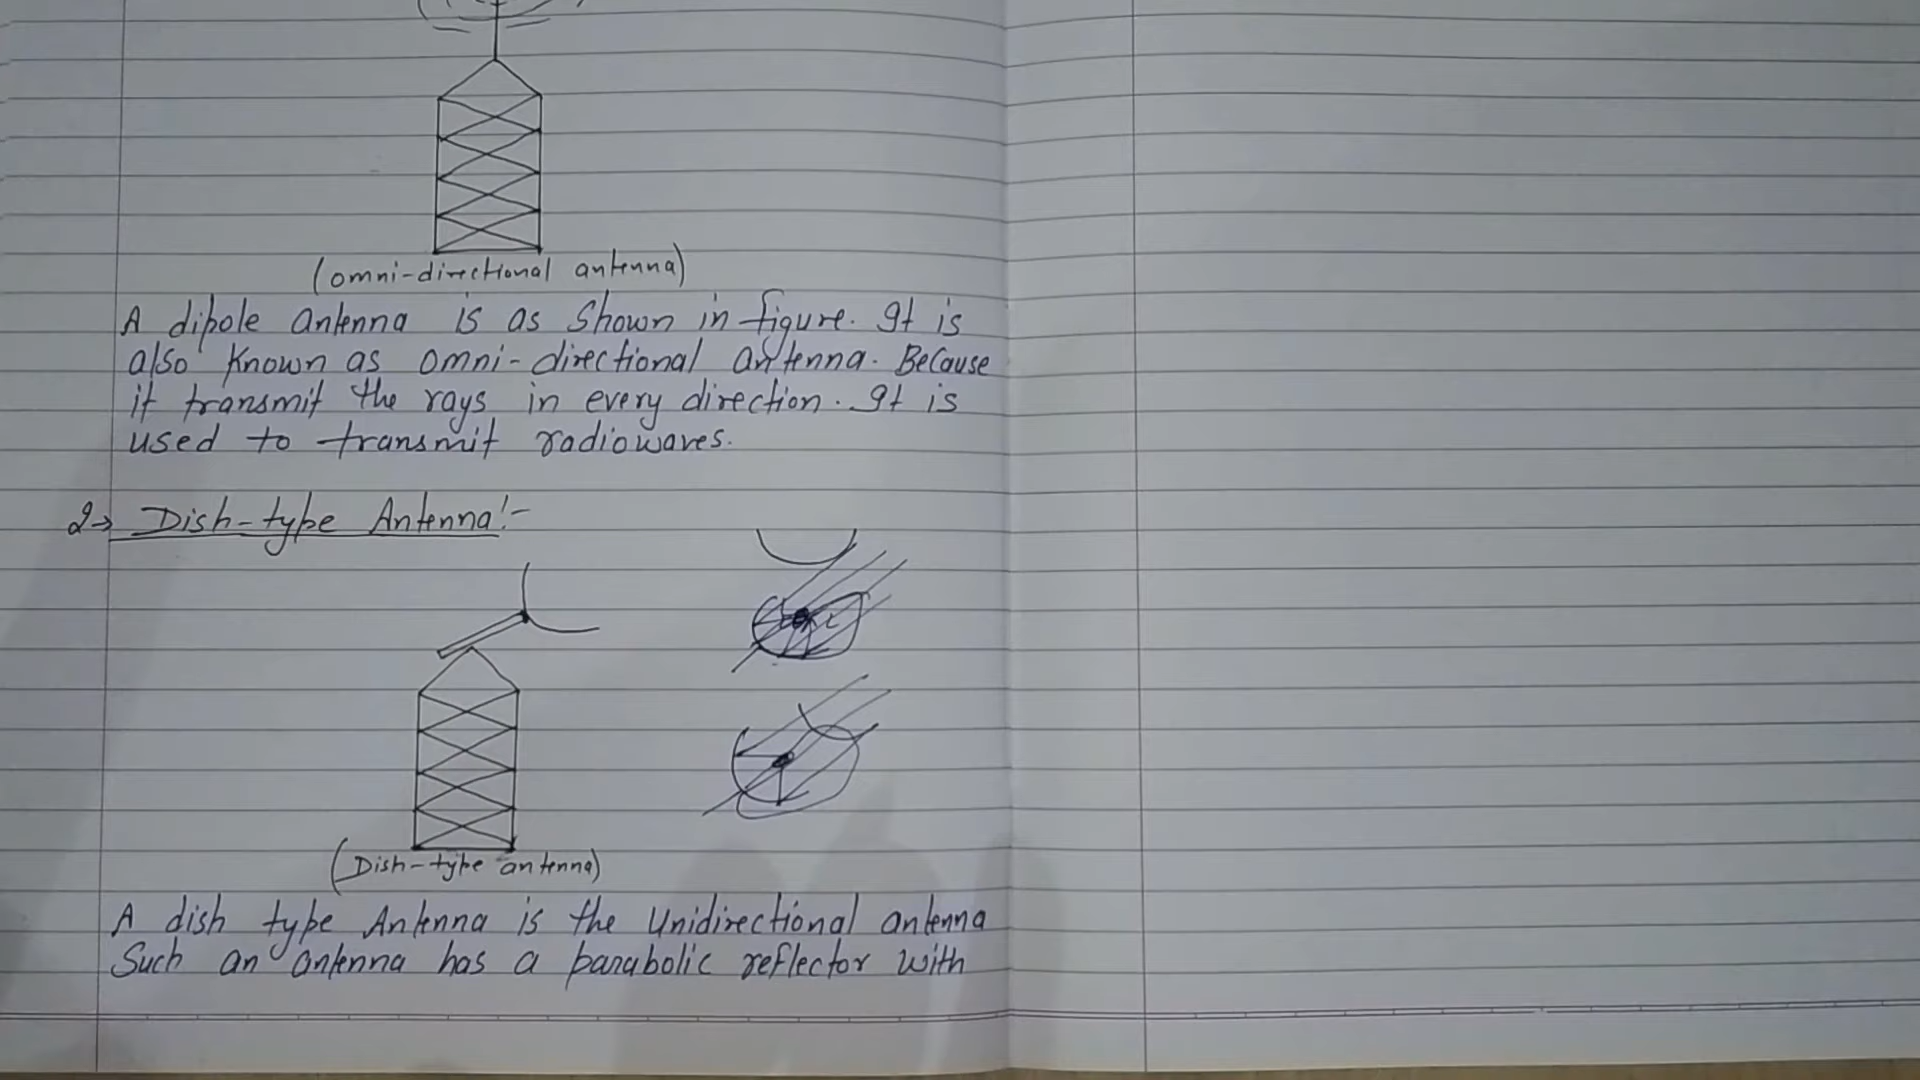 (omni-directional antenna)
A dipole antenna is as shown in figure. It is
also known as omni-directional antenna. Because
it transmit the rays in every direction. It is
used to transmit radiowaves.
2→ Dish-type Antenna:-
(Dish-type antenna)
A dish type Antenna is the Unidirectional antenna
Such an antenna has a parabolic reflector with